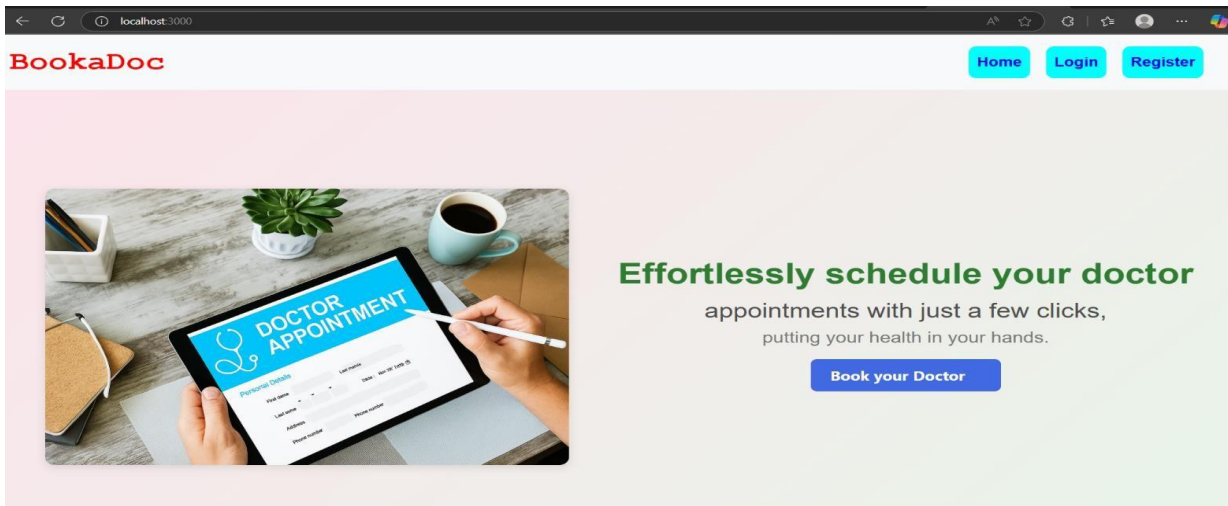 localhost:3000
BookaDoc
Home Login Register
DOCTOR
APPOINTMENT
Personal Details
First name
Last name
Last name
Address
Phone number
Phone number
Effortlessly schedule your doctor
appointments with just a few clicks,
putting your health in your hands.
Book your Doctor